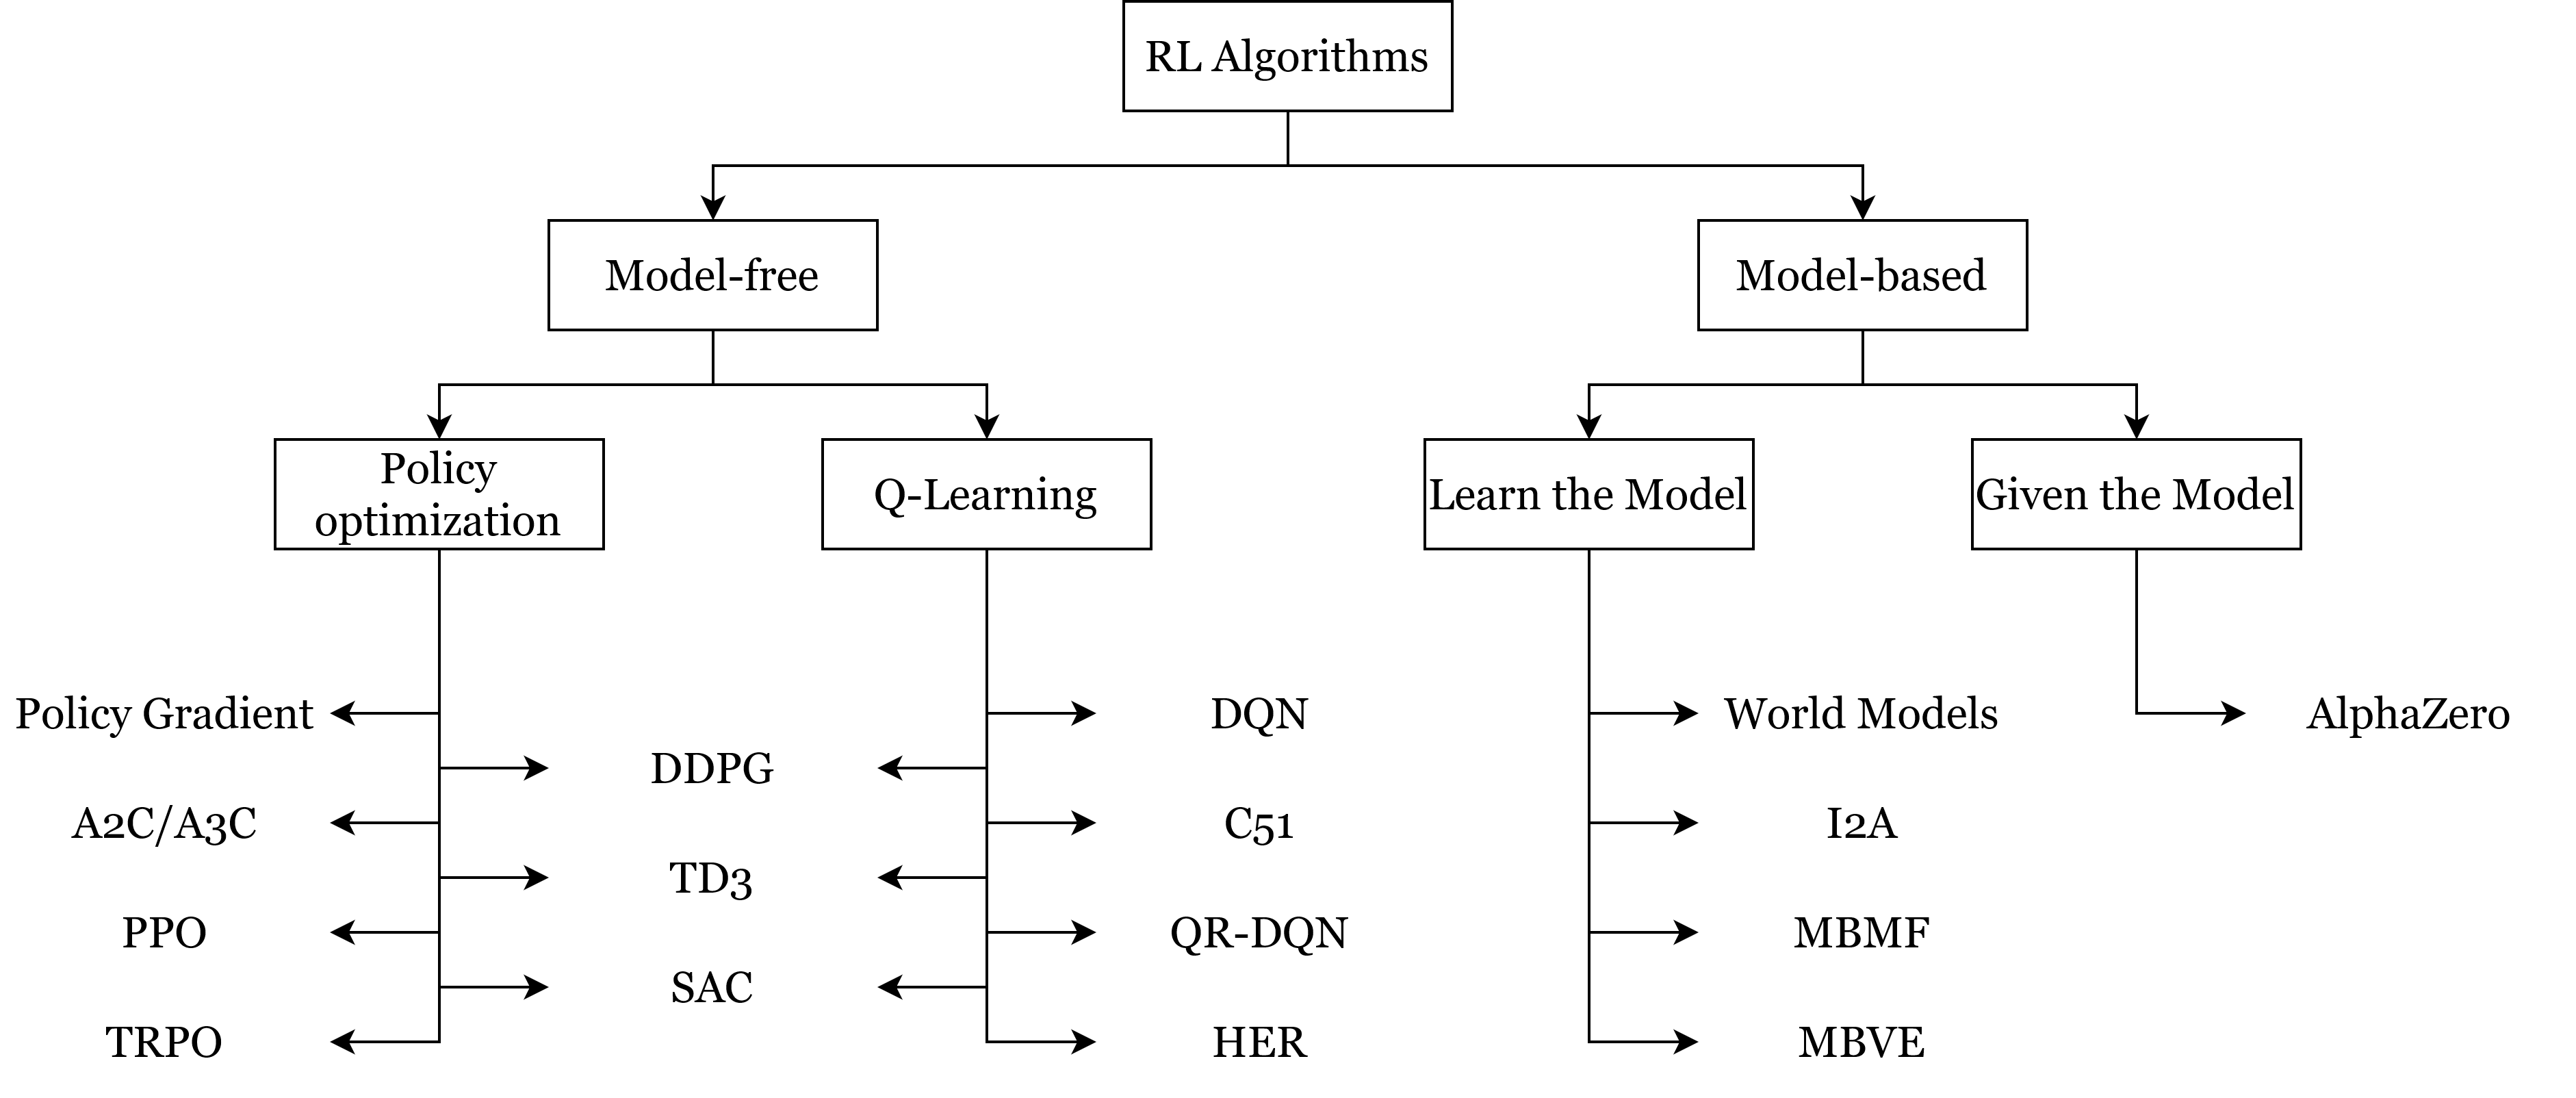 RL Algorithms
Model-free
Model-based
Policy
optimization
Q-Learning
Learn the Model
Given the Model
Policy Gradient
DQN
World Models
AlphaZero
DDPG
A2C/A3C
C51
I2A
TD3
PPO
QR-DQN
MBMF
SAC
TRPO
HER
MBVE